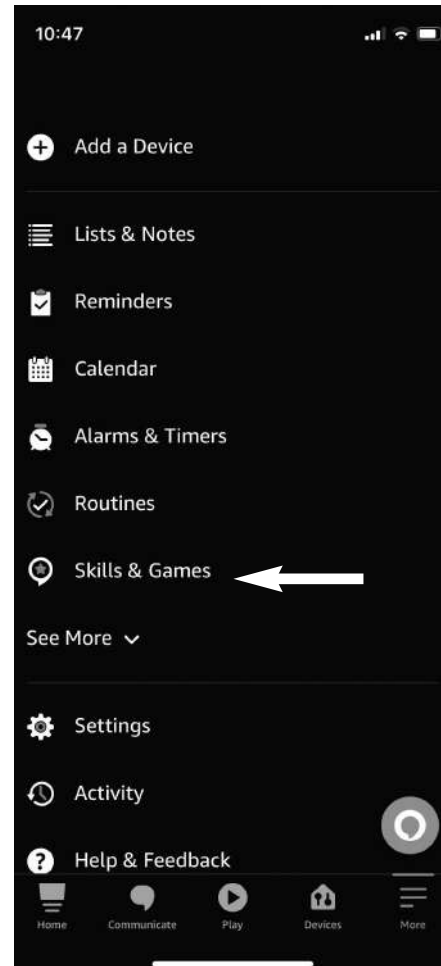 10:47
Add a Device
Lists & Notes
Reminders
Calendar
Alarms & Timers
Routines
Skills & Games
See More
Settings
Activity
Help & Feedback
Home Communicate Play Devices More